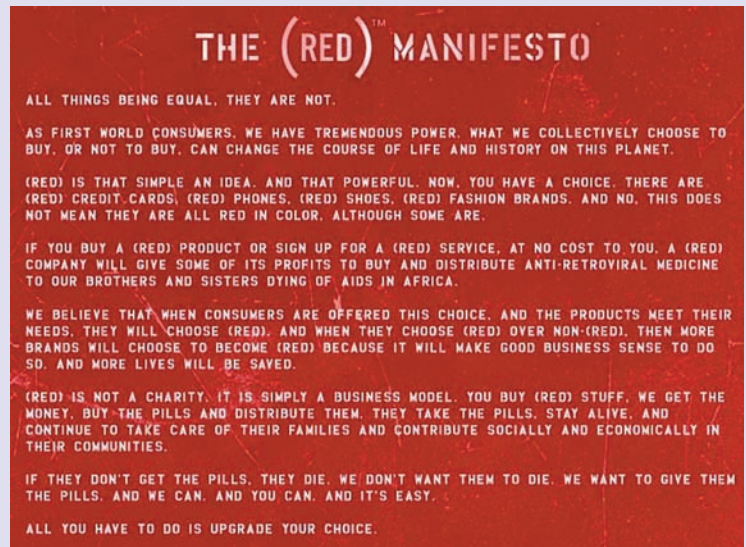 THE (RED)™ MANIFESTO
ALL THINGS BEING EQUAL, THEY ARE NOT.
AS FIRST WORLD CONSUMERS, WE HAVE TREMENDOUS POWER. WHAT WE COLLECTIVELY CHOOSE TO
BUY, OR NOT TO BUY, CAN CHANGE THE COURSE OF LIFE AND HISTORY ON THIS PLANET.
(RED) IS THAT SIMPLE AN IDEA. AND THAT POWERFUL. NOW, YOU HAVE A CHOICE. THERE ARE
(RED) CREDIT CARDS, (RED) PHONES, (RED) SHOES, (RED) FASHION BRANDS. AND NO, THIS DOES
NOT MEAN THEY ARE ALL RED IN COLOR, ALTHOUGH SOME ARE.
IF YOU BUY A (RED) PRODUCT OR SIGN UP FOR A (RED) SERVICE, AT NO COST TO YOU, A (RED)
COMPANY WILL GIVE SOME OF ITS PROFITS TO BUY AND DISTRIBUTE ANTI-RETROVIRAL MEDICINE
TO OUR BROTHERS AND SISTERS DYING OF AIDS IN AFRICA.
WE BELIEVE THAT WHEN CONSUMERS ARE OFFERED THIS CHOICE, AND THE PRODUCTS MEET THEIR
NEEDS, THEY WILL CHOOSE (RED). AND WHEN THEY CHOOSE (RED) OVER NON-(RED), THEN MORE
BRANDS WILL CHOOSE TO BECOME (RED) BECAUSE IT WILL MAKE GOOD BUSINESS SENSE TO DO
SO. AND MORE LIVES WILL BE SAVED.
(RED) IS NOT A CHARITY. IT IS SIMPLY A BUSINESS MODEL. YOU BUY (RED) STUFF, WE GET THE
MONEY, BUY THE PILLS AND DISTRIBUTE THEM. THEY TAKE THE PILLS, STAY ALIVE, AND
CONTINUE TO TAKE CARE OF THEIR FAMILIES AND CONTRIBUTE SOCIALLY AND ECONOMICALLY IN
THEIR COMMUNITIES.
IF THEY DON'T GET THE PILLS, THEY DIE. WE DON'T WANT THEM TO DIE. WE WANT TO GIVE THEM
THE PILLS. AND WE CAN. AND YOU CAN. AND IT'S EASY.
ALL YOU HAVE TO DO IS UPGRADE YOUR CHOICE.